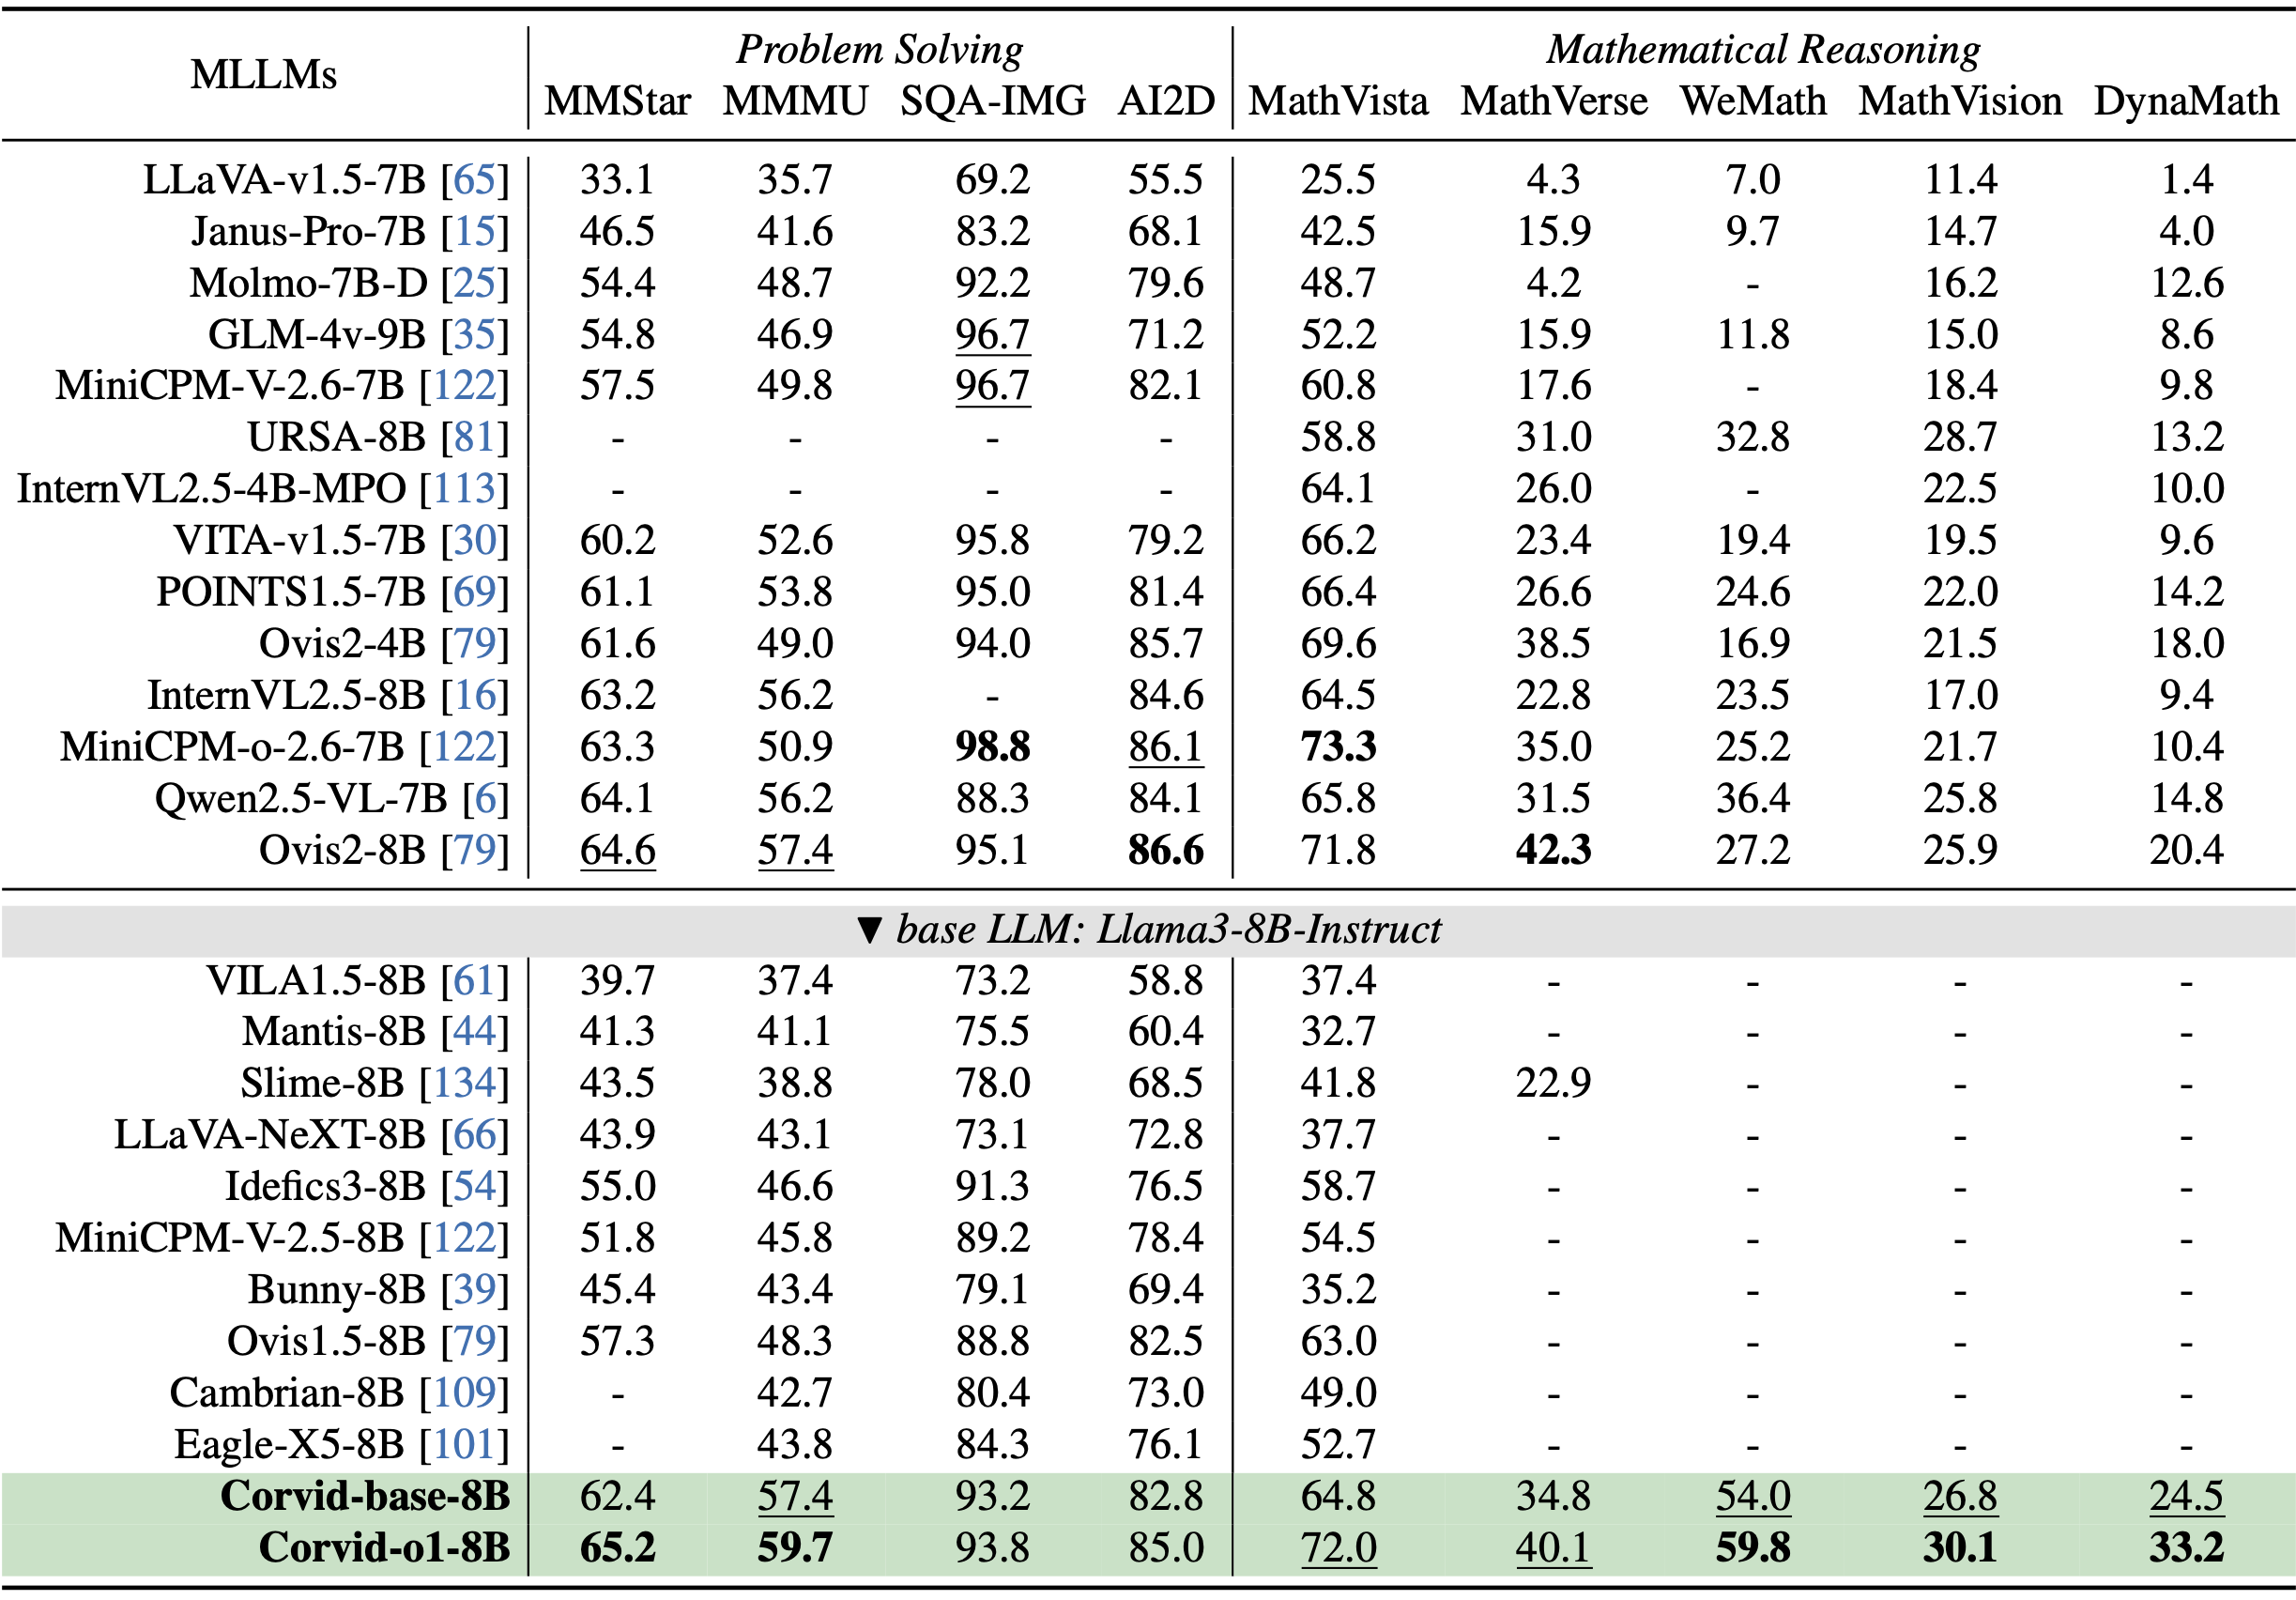 MLLMs Problem Solving Mathematical Reasoning
MMStar MMMU SQA-IMG AI2D MathVista MathVerse WeMath MathVision DynaMath
LLaVA-v1.5-7B [65] 33.1 35.7 69.2 55.5 25.5 4.3 7.0 11.4 1.4
Janus-Pro-7B [15] 46.5 41.6 83.2 68.1 42.5 15.9 9.7 14.7 4.0
Molmo-7B-D [25] 54.4 48.7 92.2 79.6 48.7 4.2 - 16.2 12.6
GLM-4v-9B [35] 54.8 46.9 96.7 71.2 52.2 15.9 11.8 15.0 8.6
MiniCPM-V-2.6-7B [122] 57.5 49.8 96.7 82.1 60.8 17.6 - 18.4 9.8
URSA-8B [81] - - - - 58.8 31.0 32.8 28.7 13.2
InternVL2.5-4B-MPO [113] - - - - 64.1 26.0 - 22.5 10.0
VITA-v1.5-7B [30] 60.2 52.6 95.8 79.2 66.2 23.4 19.4 19.5 9.6
POINTS1.5-7B [69] 61.1 53.8 95.0 81.4 66.4 26.6 24.6 22.0 14.2
Ovis2-4B [79] 61.6 49.0 94.0 85.7 69.6 38.5 16.9 21.5 18.0
InternVL2.5-8B [16] 63.2 56.2 - 84.6 64.5 22.8 23.5 17.0 9.4
MiniCPM-o-2.6-7B [122] 63.3 50.9 98.8 86.1 73.3 35.0 25.2 21.7 10.4
Qwen2.5-VL-7B [6] 64.1 56.2 88.3 84.1 65.8 31.5 36.4 25.8 14.8
Ovis2-8B [79] 64.6 57.4 95.1 86.6 71.8 42.3 27.2 25.9 20.4
▼ base LLM: Llama3-8B-Instruct
VILA1.5-8B [61] 39.7 37.4 73.2 58.8 37.4 - - - -
Mantis-8B [44] 41.3 41.1 75.5 60.4 32.7 - - - -
Slime-8B [134] 43.5 38.8 78.0 68.5 41.8 22.9 - - -
LLaVA-NeXT-8B [66] 43.9 43.1 73.1 72.8 37.7 - - - -
Idefics3-8B [54] 55.0 46.6 91.3 76.5 58.7 - - - -
MiniCPM-V-2.5-8B [122] 51.8 45.8 89.2 78.4 54.5 - - - -
Bunny-8B [39] 45.4 43.4 79.1 69.4 35.2 - - - -
Ovis1.5-8B [79] 57.3 48.3 88.8 82.5 63.0 - - - -
Cambrian-8B [109] - 42.7 80.4 73.0 49.0 - - - -
Eagle-X5-8B [101] - 43.8 84.3 76.1 52.7 - - - -
Corvid-base-8B 62.4 57.4 93.2 82.8 64.8 34.8 54.0 26.8 24.5
Corvid-o1-8B 65.2 59.7 93.8 85.0 72.0 40.1 59.8 30.1 33.2